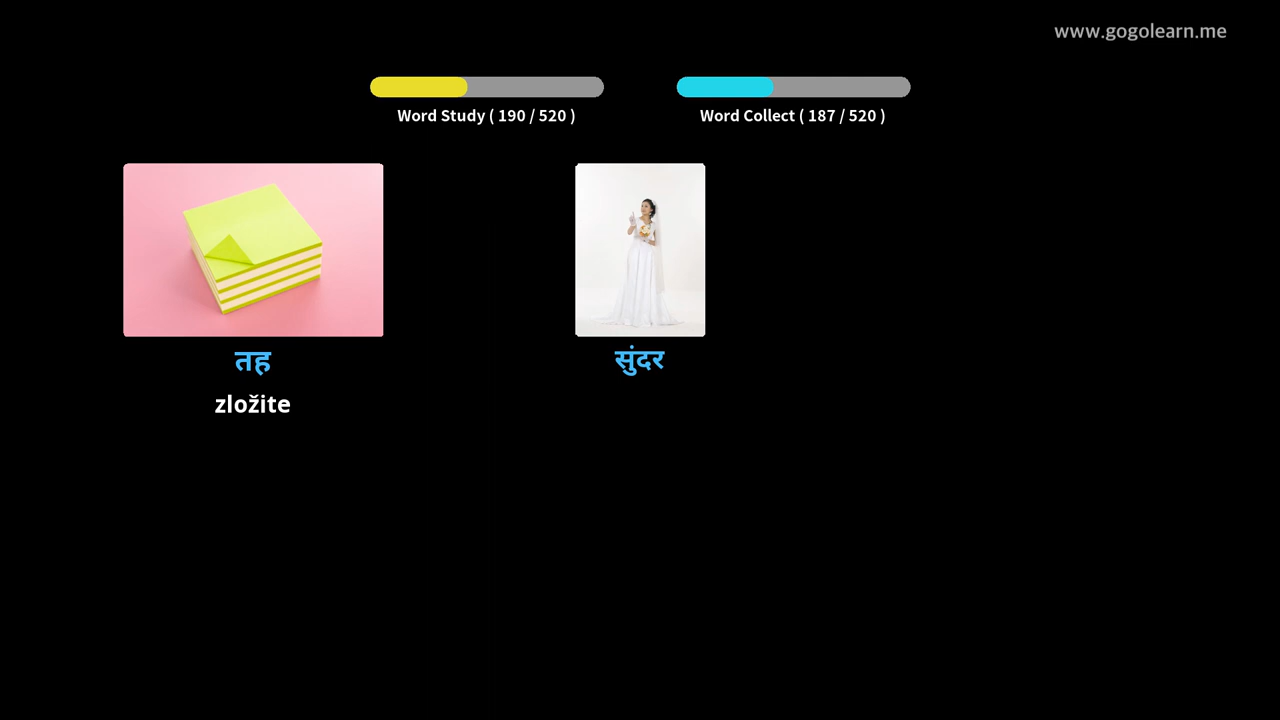 www.gogolearn.me
Word Study ( 190 / 520 )
Word Collect ( 187 / 520 )
तह
सुंदर
zložite